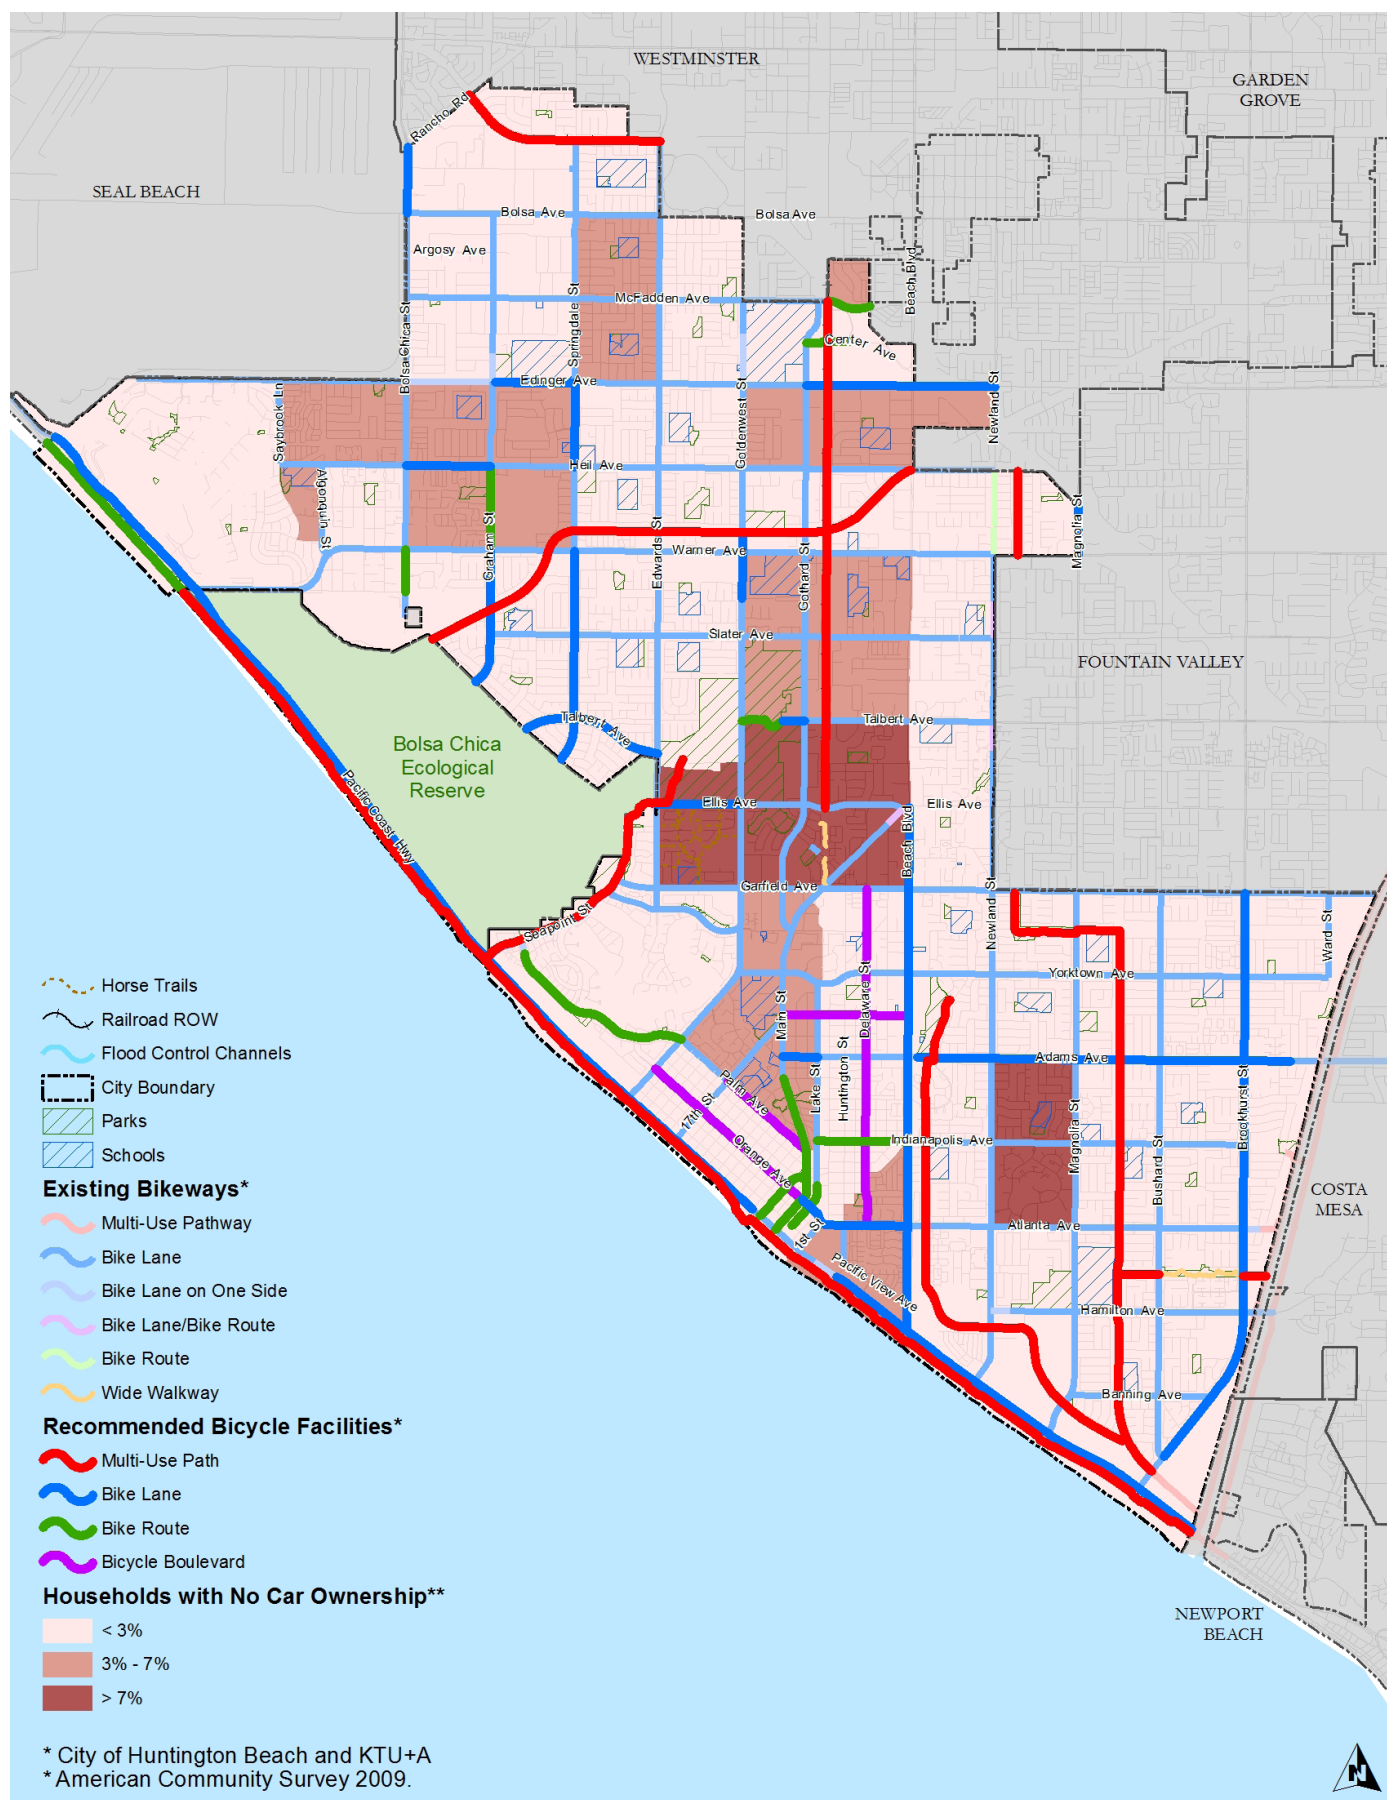 WESTMINSTER
GARDEN
GROVE
Rancho Rd
SEAL BEACH
Bolsa Ave
Bolsa Ave
Argosy Ave
Beach Blvd
McFadden Ave
Springdale St
Bolsa Chica St
Center Ave
Edinger Ave
Saybrook Ln
Goldenwest St
Newland St
Heil Ave
Algonquin St
Graham St
Edwards St
Warner Ave
Gothard St
Magnolia St
Slater Ave
FOUNTAIN VALLEY
Talbert Ave
Talbert Ave
Bolsa Chica
Ecological
Reserve
Pacific Coast Hwy
Ellis Ave
Ellis Ave
Beach Blvd
Garfield Ave
Newland St
Seapoint St
Ward St
Yorktown Ave
Main St
Delaware St
Huntington St
Lake St
Adams Ave
Palm Ave
17th St
Orange Ave
Indianapolis Ave
Magnolia St
Bushard St
Brookhurst St
COSTA
MESA
1st St
Atlanta Ave
Pacific View Ave
Hamilton Ave
Banning Ave
NEWPORT
BEACH
Horse Trails
Railroad ROW
Flood Control Channels
City Boundary
Parks
Schools
Existing Bikeways*
Multi-Use Pathway
Bike Lane
Bike Lane on One Side
Bike Lane/Bike Route
Bike Route
Wide Walkway
Recommended Bicycle Facilities*
Multi-Use Path
Bike Lane
Bike Route
Bicycle Boulevard
Households with No Car Ownership**
< 3%
3% - 7%
> 7%
* City of Huntington Beach and KTU+A
* American Community Survey 2009.
N